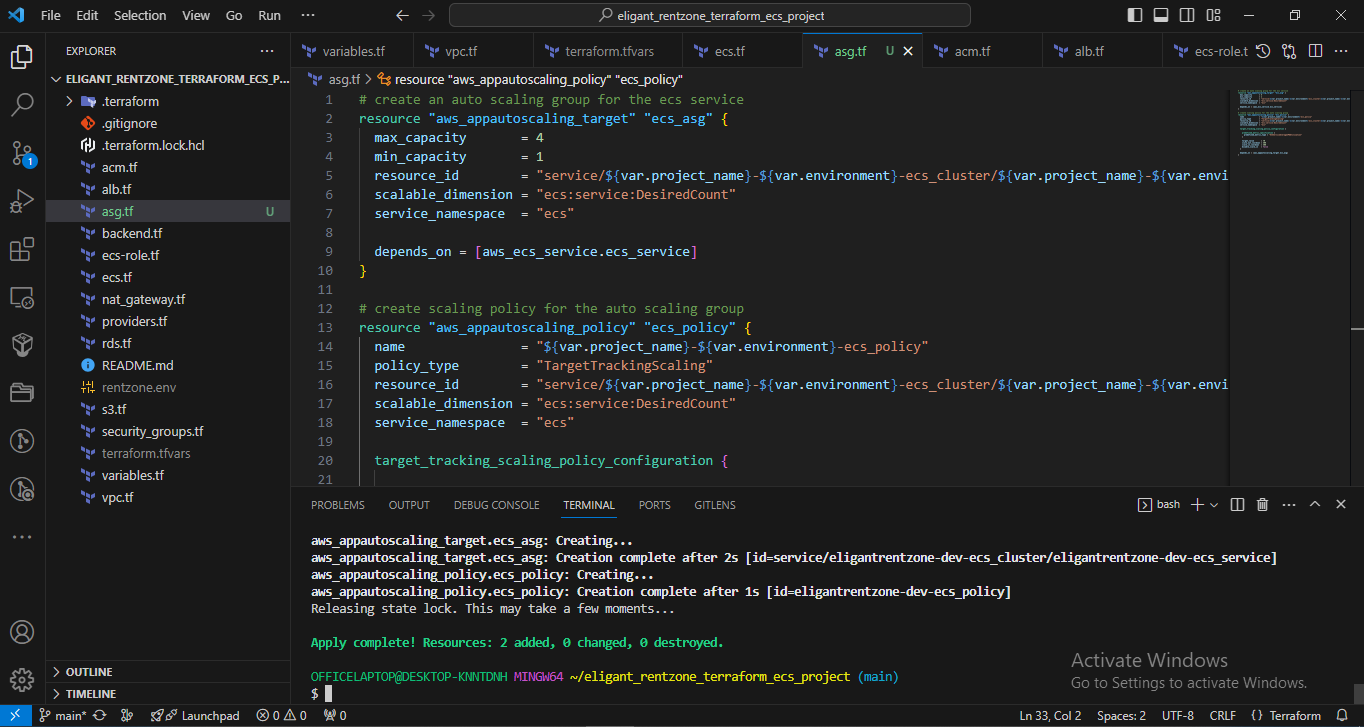 File Edit Selection View Go Run ··· eligant_rentzone_terraform_ecs_project
EXPLORER ···
ELIGANT_RENTZONE_TERRAFORM_ECS_P...
.terraform
.gitignore
.terraform.lock.hcl
acm.tf
alb.tf
asg.tf U
backend.tf
ecs-role.tf
ecs.tf
nat_gateway.tf
providers.tf
rds.tf
README.md
rentzone.env
s3.tf
security_groups.tf
terraform.tfvars
variables.tf
vpc.tf
OUTLINE
TIMELINE
1
variables.tf vpc.tf terraform.tfvars ecs.tf asg.tf U acm.tf alb.tf ecs-role.t
asg.tf > resource "aws_appautoscaling_policy" "ecs_policy"
1 # create an auto scaling group for the ecs service
2 resource "aws_appautoscaling_target" "ecs_asg" {
3 max_capacity = 4
4 min_capacity = 1
5 resource_id = "service/${var.project_name}-${var.environment}-ecs_cluster/${var.project_name}-${var.envi
6 scalable_dimension = "ecs:service:DesiredCount"
7 service_namespace = "ecs"
8
9 depends_on = [aws_ecs_service.ecs_service]
10 }
11
12 # create scaling policy for the auto scaling group
13 resource "aws_appautoscaling_policy" "ecs_policy" {
14 name = "${var.project_name}-${var.environment}-ecs_policy"
15 policy_type = "TargetTrackingScaling"
16 resource_id = "service/${var.project_name}-${var.environment}-ecs_cluster/${var.project_name}-${var.envi
17 scalable_dimension = "ecs:service:DesiredCount"
18 service_namespace = "ecs"
19
20 target_tracking_scaling_policy_configuration {
21
PROBLEMS OUTPUT DEBUG CONSOLE TERMINAL PORTS GITLENS bash
aws_appautoscaling_target.ecs_asg: Creating...
aws_appautoscaling_target.ecs_asg: Creation complete after 2s [id=service/eligantrentzone-dev-ecs_cluster/eligantrentzone-dev-ecs_service]
aws_appautoscaling_policy.ecs_policy: Creating...
aws_appautoscaling_policy.ecs_policy: Creation complete after 1s [id=eligantrentzone-dev-ecs_policy]
Releasing state lock. This may take a few moments...
Apply complete! Resources: 2 added, 0 changed, 0 destroyed.
OFFICELAPTOP@DESKTOP-KNNTDNH MINGW64 ~/eligant_rentzone_terraform_ecs_project (main)
$
Activate Windows
Go to Settings to activate Windows.
main* Launchpad 0 0 0 Ln 33, Col 2 Spaces: 2 UTF-8 CRLF {} Terraform